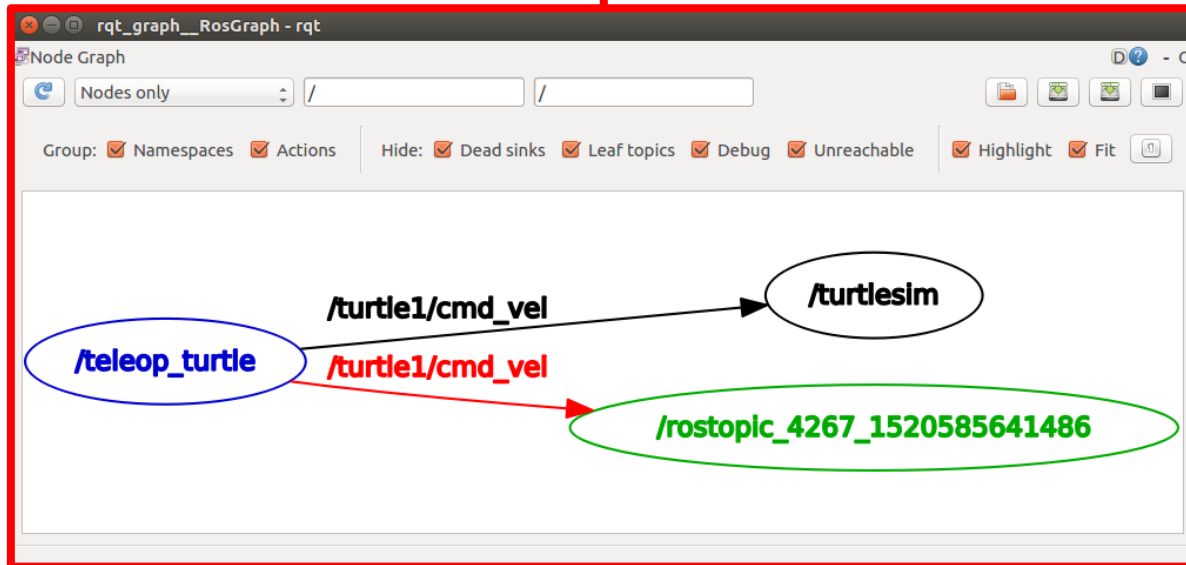 rqt_graph__RosGraph - rqt
Node Graph D ? - C
Nodes only / /
Group: Namespaces Actions Hide: Dead sinks Leaf topics Debug Unreachable Highlight Fit
/turtlesim
/turtle1/cmd_vel
/teleop_turtle
/turtle1/cmd_vel
/rostopic_4267_1520585641486